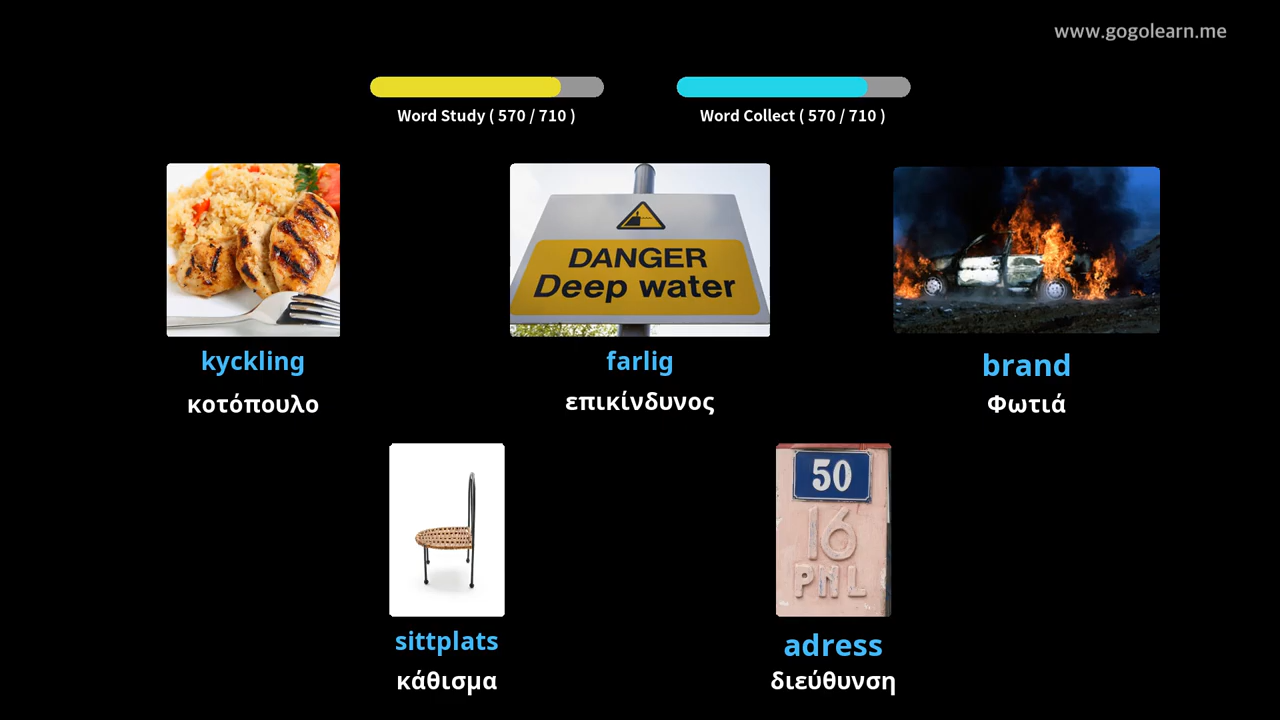 www.gogolearn.me
Word Study ( 570 / 710 )
Word Collect ( 570 / 710 )
DANGER
Deep water
kyckling
κοτόπουλο
farlig
επικίνδυνος
brand
Φωτιά
50
16
PNL
sittplats
κάθισμα
adress
διεύθυνση